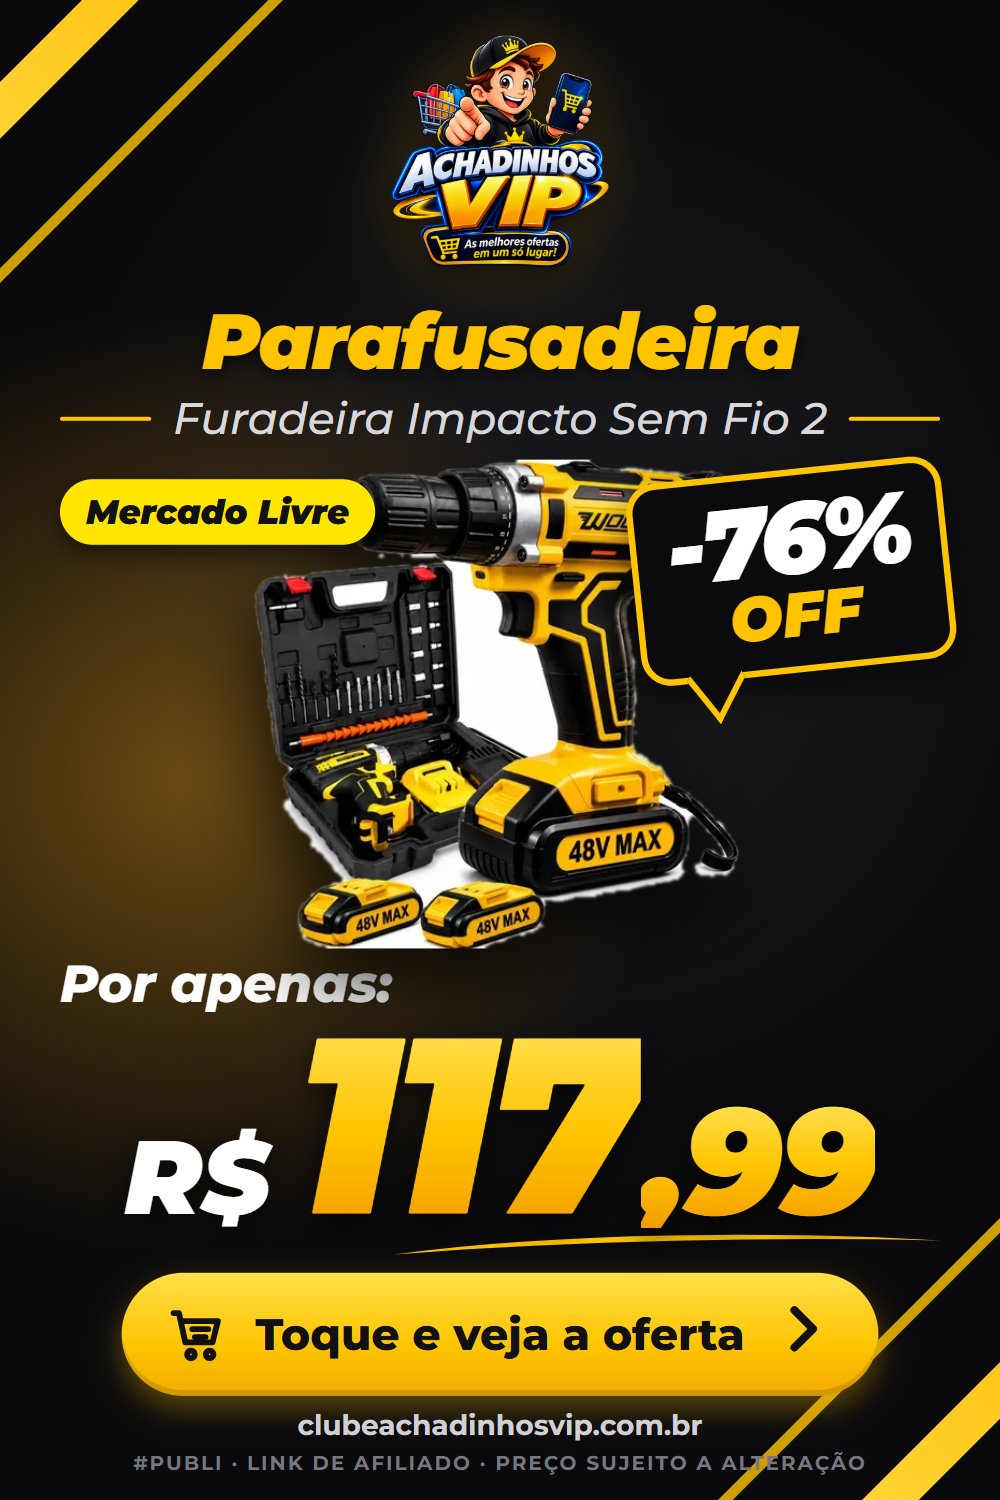 ACHADINHOS
VIP
As melhores ofertas
em um só lugar!
Parafusadeira
Furadeira Impacto Sem Fio 2
Mercado Livre
-76%
OFF
48V MAX
48V MAX
48V MAX
Por apenas:
R$ 117,99
Toque e veja a oferta
clubeachadinhosvip.com.br
#PUBLI · LINK DE AFILIADO · PREÇO SUJEITO A ALTERAÇÃO